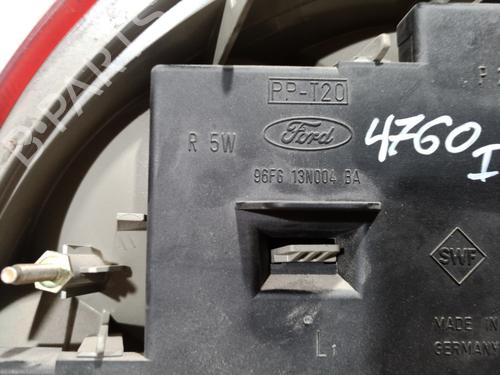 PP-T20
R 5W
Ford
4760
I
96FG 13N004 BA
SWF
L1
MADE IN
GERMANY
B-PARTS